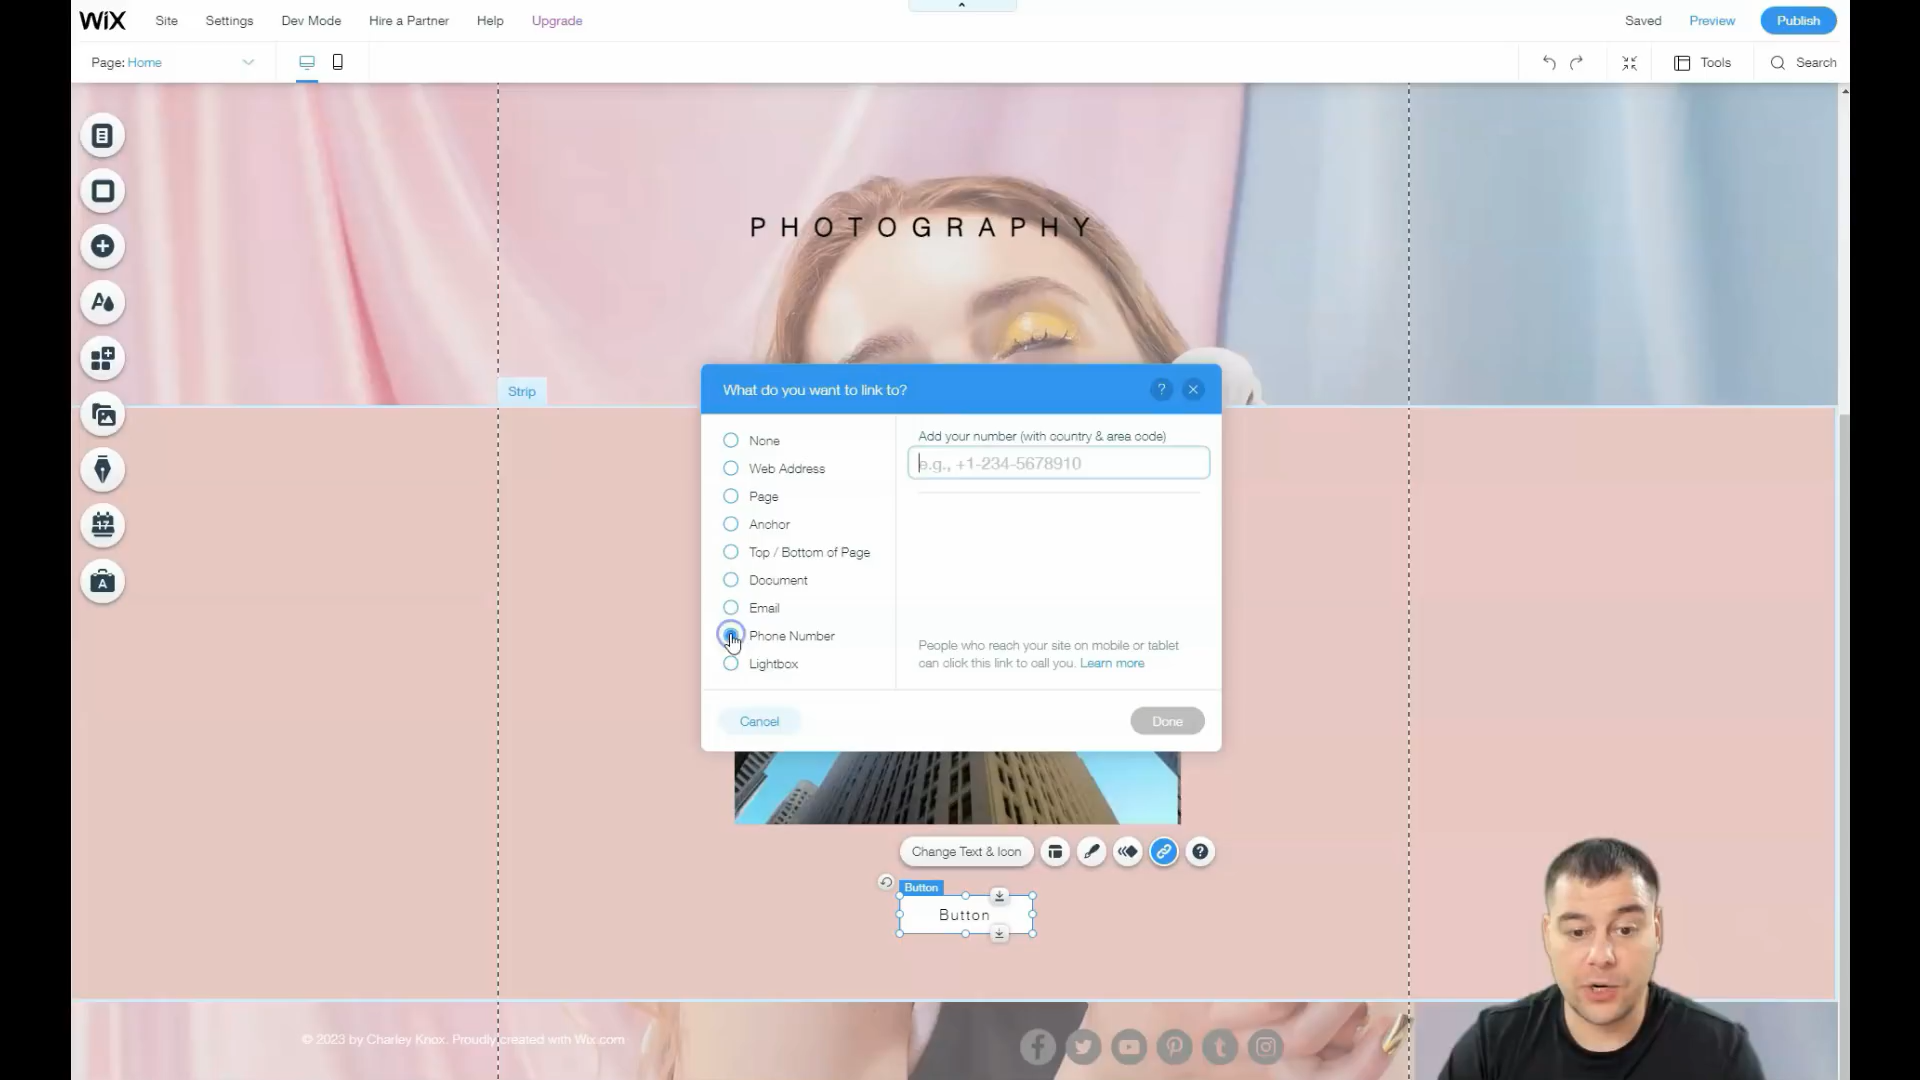 WiX Site Settings Dev Mode Hire a Partner Help Upgrade Saved Preview Publish
Page: Home Tools Search
PHOTOGRAPHY
Strip
What do you want to link to? ?
None
Web Address
Page
Anchor
Top / Bottom of Page
Document
Email
Phone Number
Lightbox
Add your number (with country & area code)
e.g., +1-234-5678910
People who reach your site on mobile or tablet
can click this link to call you. Learn more
Cancel Done
17
A
Change Text & Icon ?
Button
Button
© 2023 by Charley Knox. Proudly created with Wix.com